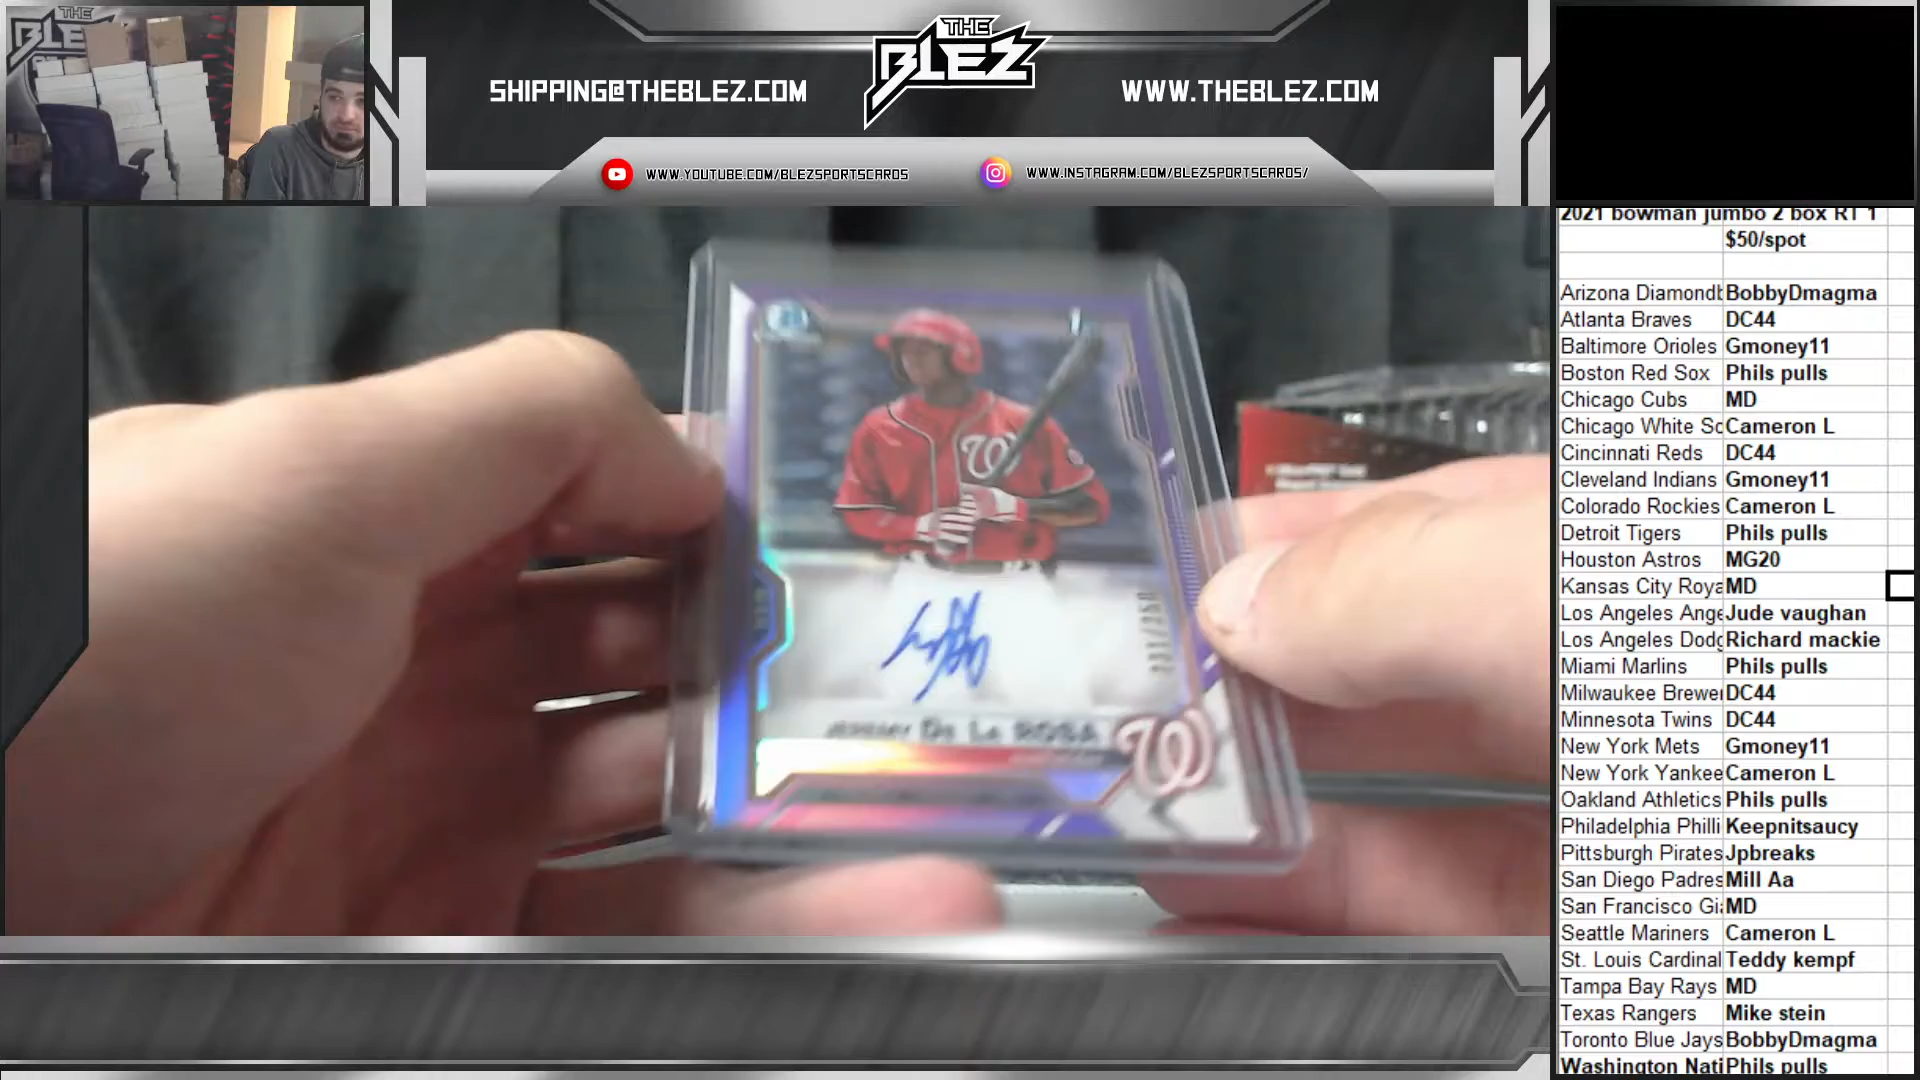 THE
BLEZ
SHIPPING@THEBLEZ.COM
WWW.THEBLEZ.COM
WWW.YOUTUBE.COM/BLEZSPORTSCARDS
WWW.INSTAGRAM.COM/BLEZSPORTSCARDS/
THE
BLE
JEREMY DE LA ROSA
231/250
W
W
2021 bowman jumbo 2 box RT 1
$50/spot
Arizona Diamondb BobbyDmagma
Atlanta Braves DC44
Baltimore Orioles Gmoney11
Boston Red Sox Phils pulls
Chicago Cubs MD
Chicago White So Cameron L
Cincinnati Reds DC44
Cleveland Indians Gmoney11
Colorado Rockies Cameron L
Detroit Tigers Phils pulls
Houston Astros MG20
Kansas City Roya MD
Los Angeles Ange Jude vaughan
Los Angeles Dodg Richard mackie
Miami Marlins Phils pulls
Milwaukee Brewer DC44
Minnesota Twins DC44
New York Mets Gmoney11
New York Yankee Cameron L
Oakland Athletics Phils pulls
Philadelphia Philli Keepnitsaucy
Pittsburgh Pirates Jpbreaks
San Diego Padres Mill Aa
San Francisco Gi MD
Seattle Mariners Cameron L
St. Louis Cardinal Teddy kempf
Tampa Bay Rays MD
Texas Rangers Mike stein
Toronto Blue Jays BobbyDmagma
Washington Nati Phils pulls